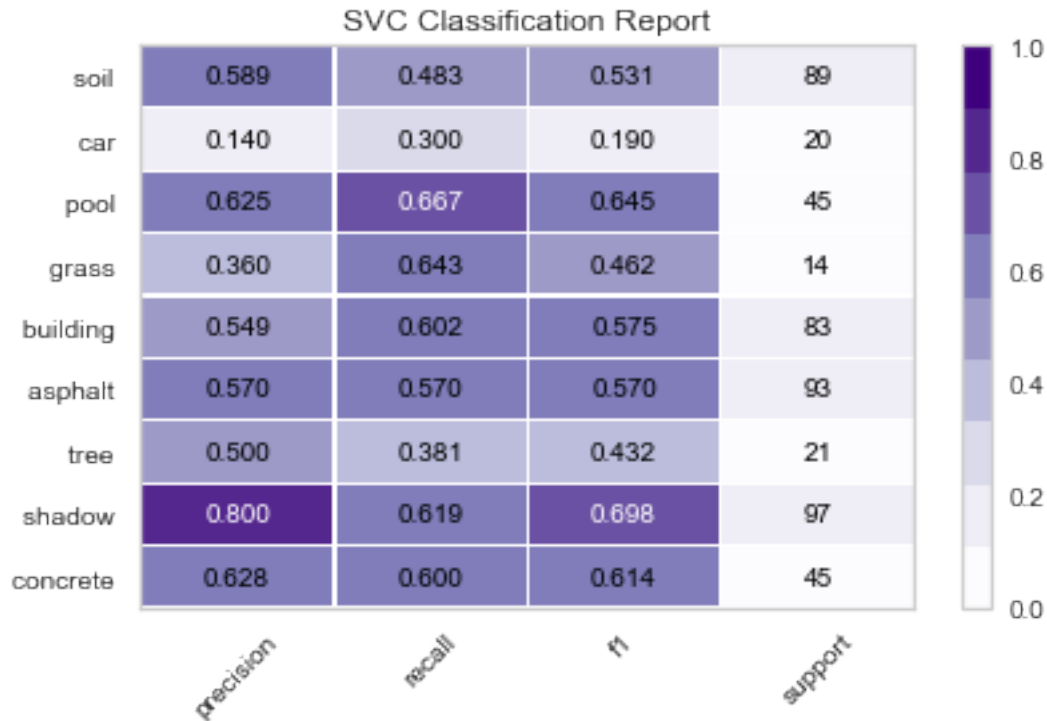 SVC Classification Report
soil 0.589 0.483 0.531 89
car 0.140 0.300 0.190 20
pool 0.625 0.667 0.645 45
grass 0.360 0.643 0.462 14
building 0.549 0.602 0.575 83
asphalt 0.570 0.570 0.570 93
tree 0.500 0.381 0.432 21
shadow 0.800 0.619 0.698 97
concrete 0.628 0.600 0.614 45
precision recall f1 support
1.0
0.8
0.6
0.4
0.2
0.0